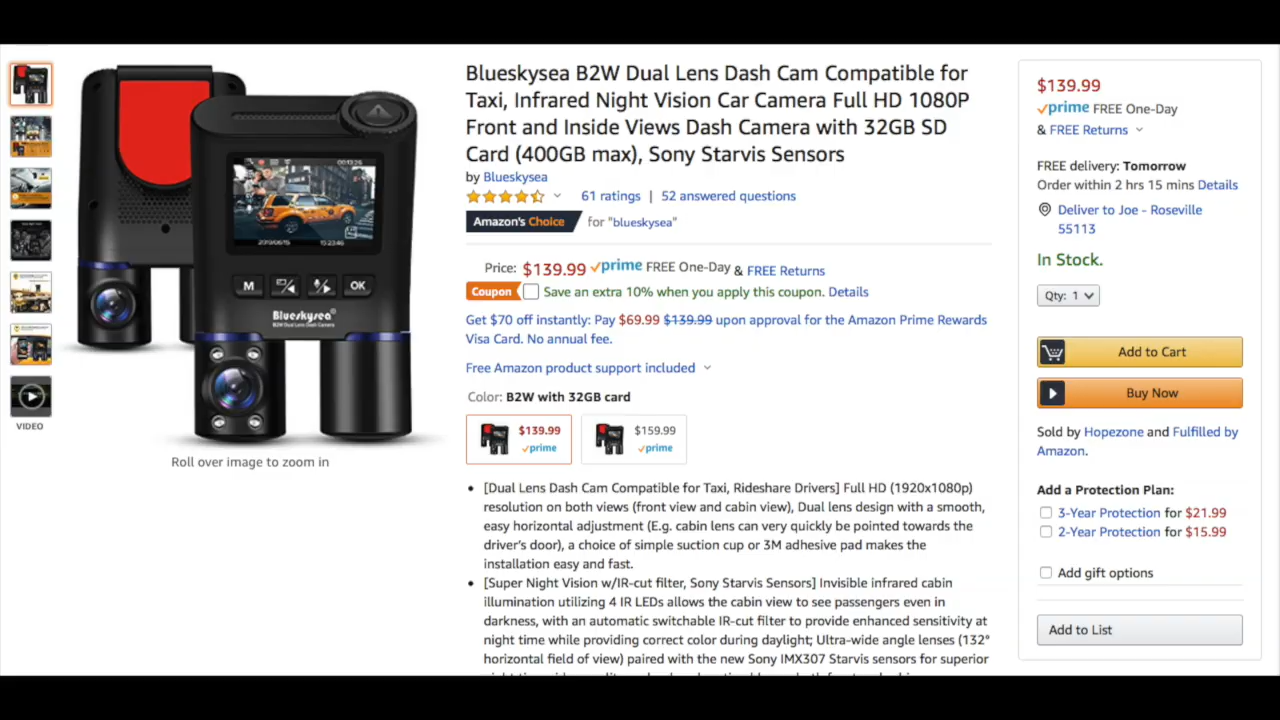 Blueskysea B2W Dual Lens Dash Cam Compatible for
Taxi, Infrared Night Vision Car Camera Full HD 1080P
Front and Inside Views Dash Camera with 32GB SD
Card (400GB max), Sony Starvis Sensors
by Blueskysea
61 ratings | 52 answered questions
Amazon's Choice for "blueskysea"
Price: $139.99 prime FREE One-Day & FREE Returns
Coupon Save an extra 10% when you apply this coupon. Details
Get $70 off instantly: Pay $69.99 $139.99 upon approval for the Amazon Prime Rewards
Visa Card. No annual fee.
Free Amazon product support included
Color: B2W with 32GB card
$139.99 $159.99
prime prime
• [Dual Lens Dash Cam Compatible for Taxi, Rideshare Drivers] Full HD (1920x1080p)
resolution on both views (front view and cabin view), Dual lens design with a smooth,
easy horizontal adjustment (E.g. cabin lens can very quickly be pointed towards the
driver's door), a choice of simple suction cup or 3M adhesive pad makes the
installation easy and fast.
• [Super Night Vision w/IR-cut filter, Sony Starvis Sensors] Invisible infrared cabin
illumination utilizing 4 IR LEDs allows the cabin view to see passengers even in
darkness, with an automatic switchable IR-cut filter to provide enhanced sensitivity at
night time while providing correct color during daylight; Ultra-wide angle lenses (132°
horizontal field of view) paired with the new Sony IMX307 Starvis sensors for superior
M
OK
Blueskysea®
B2W Dual Lens Dash Camera
VIDEO
Roll over image to zoom in
$139.99
prime FREE One-Day
& FREE Returns
FREE delivery: Tomorrow
Order within 2 hrs 15 mins Details
Deliver to Joe - Roseville
55113
In Stock.
Qty: 1
Add to Cart
Buy Now
Sold by Hopezone and Fulfilled by
Amazon.
Add a Protection Plan:
3-Year Protection for $21.99
2-Year Protection for $15.99
Add gift options
Add to List